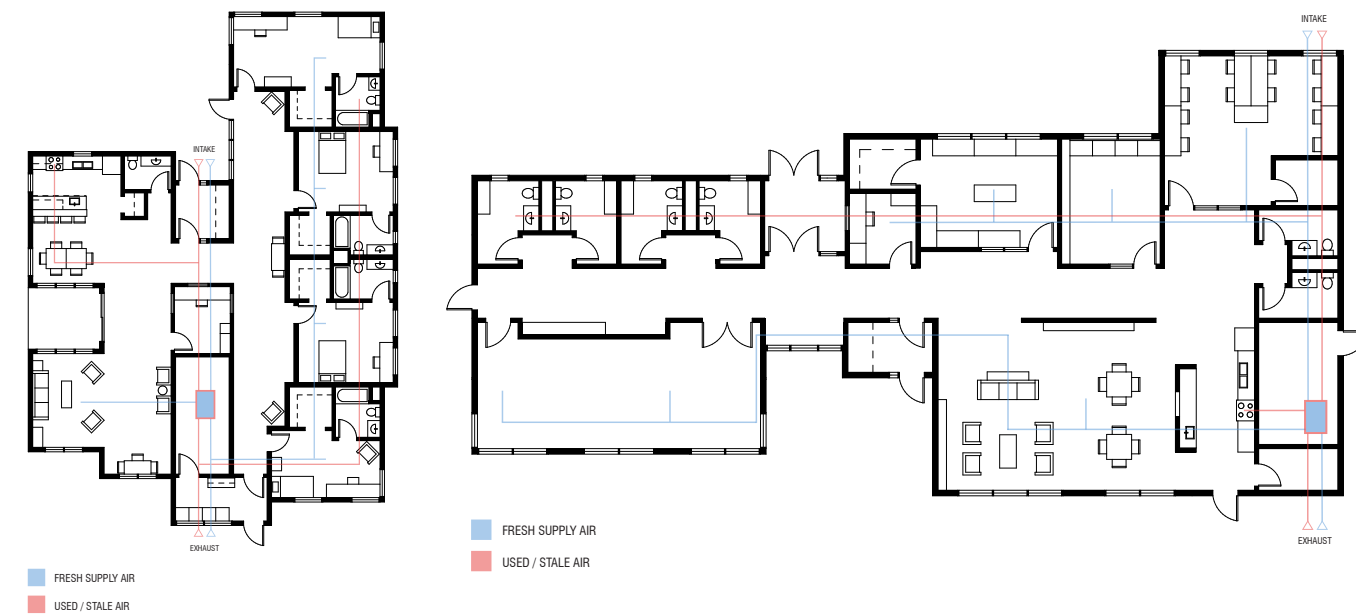 INTAKE
EXHAUST
FRESH SUPPLY AIR
USED / STALE AIR
INTAKE
EXHAUST
FRESH SUPPLY AIR
USED / STALE AIR